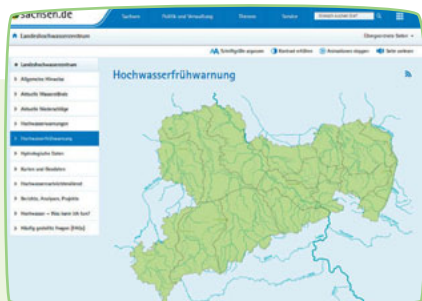 sachsen.de
Sachsen
Politik und Verwaltung
Themen
Service
Landeshochwasserzentrum
Übergeordnete Seiten
Schriftgröße anpassen
Kontrast erhöhen
Animationen stoppen
Seite vorlesen
Landeshochwasserzentrum
Allgemeine Hinweise
Aktuelle Wasserstände
Aktuelle Niederschläge
Hochwasserwarnungen
Hochwasserfrühwarnung
Hydrologische Daten
Karten und Metadaten
Hochwassernachrichtendienst
Berichte, Analysen, Projekte
Hochwasser – Was kann ich tun?
Häufig gestellte Fragen (FAQs)
Hochwasserfrühwarnung